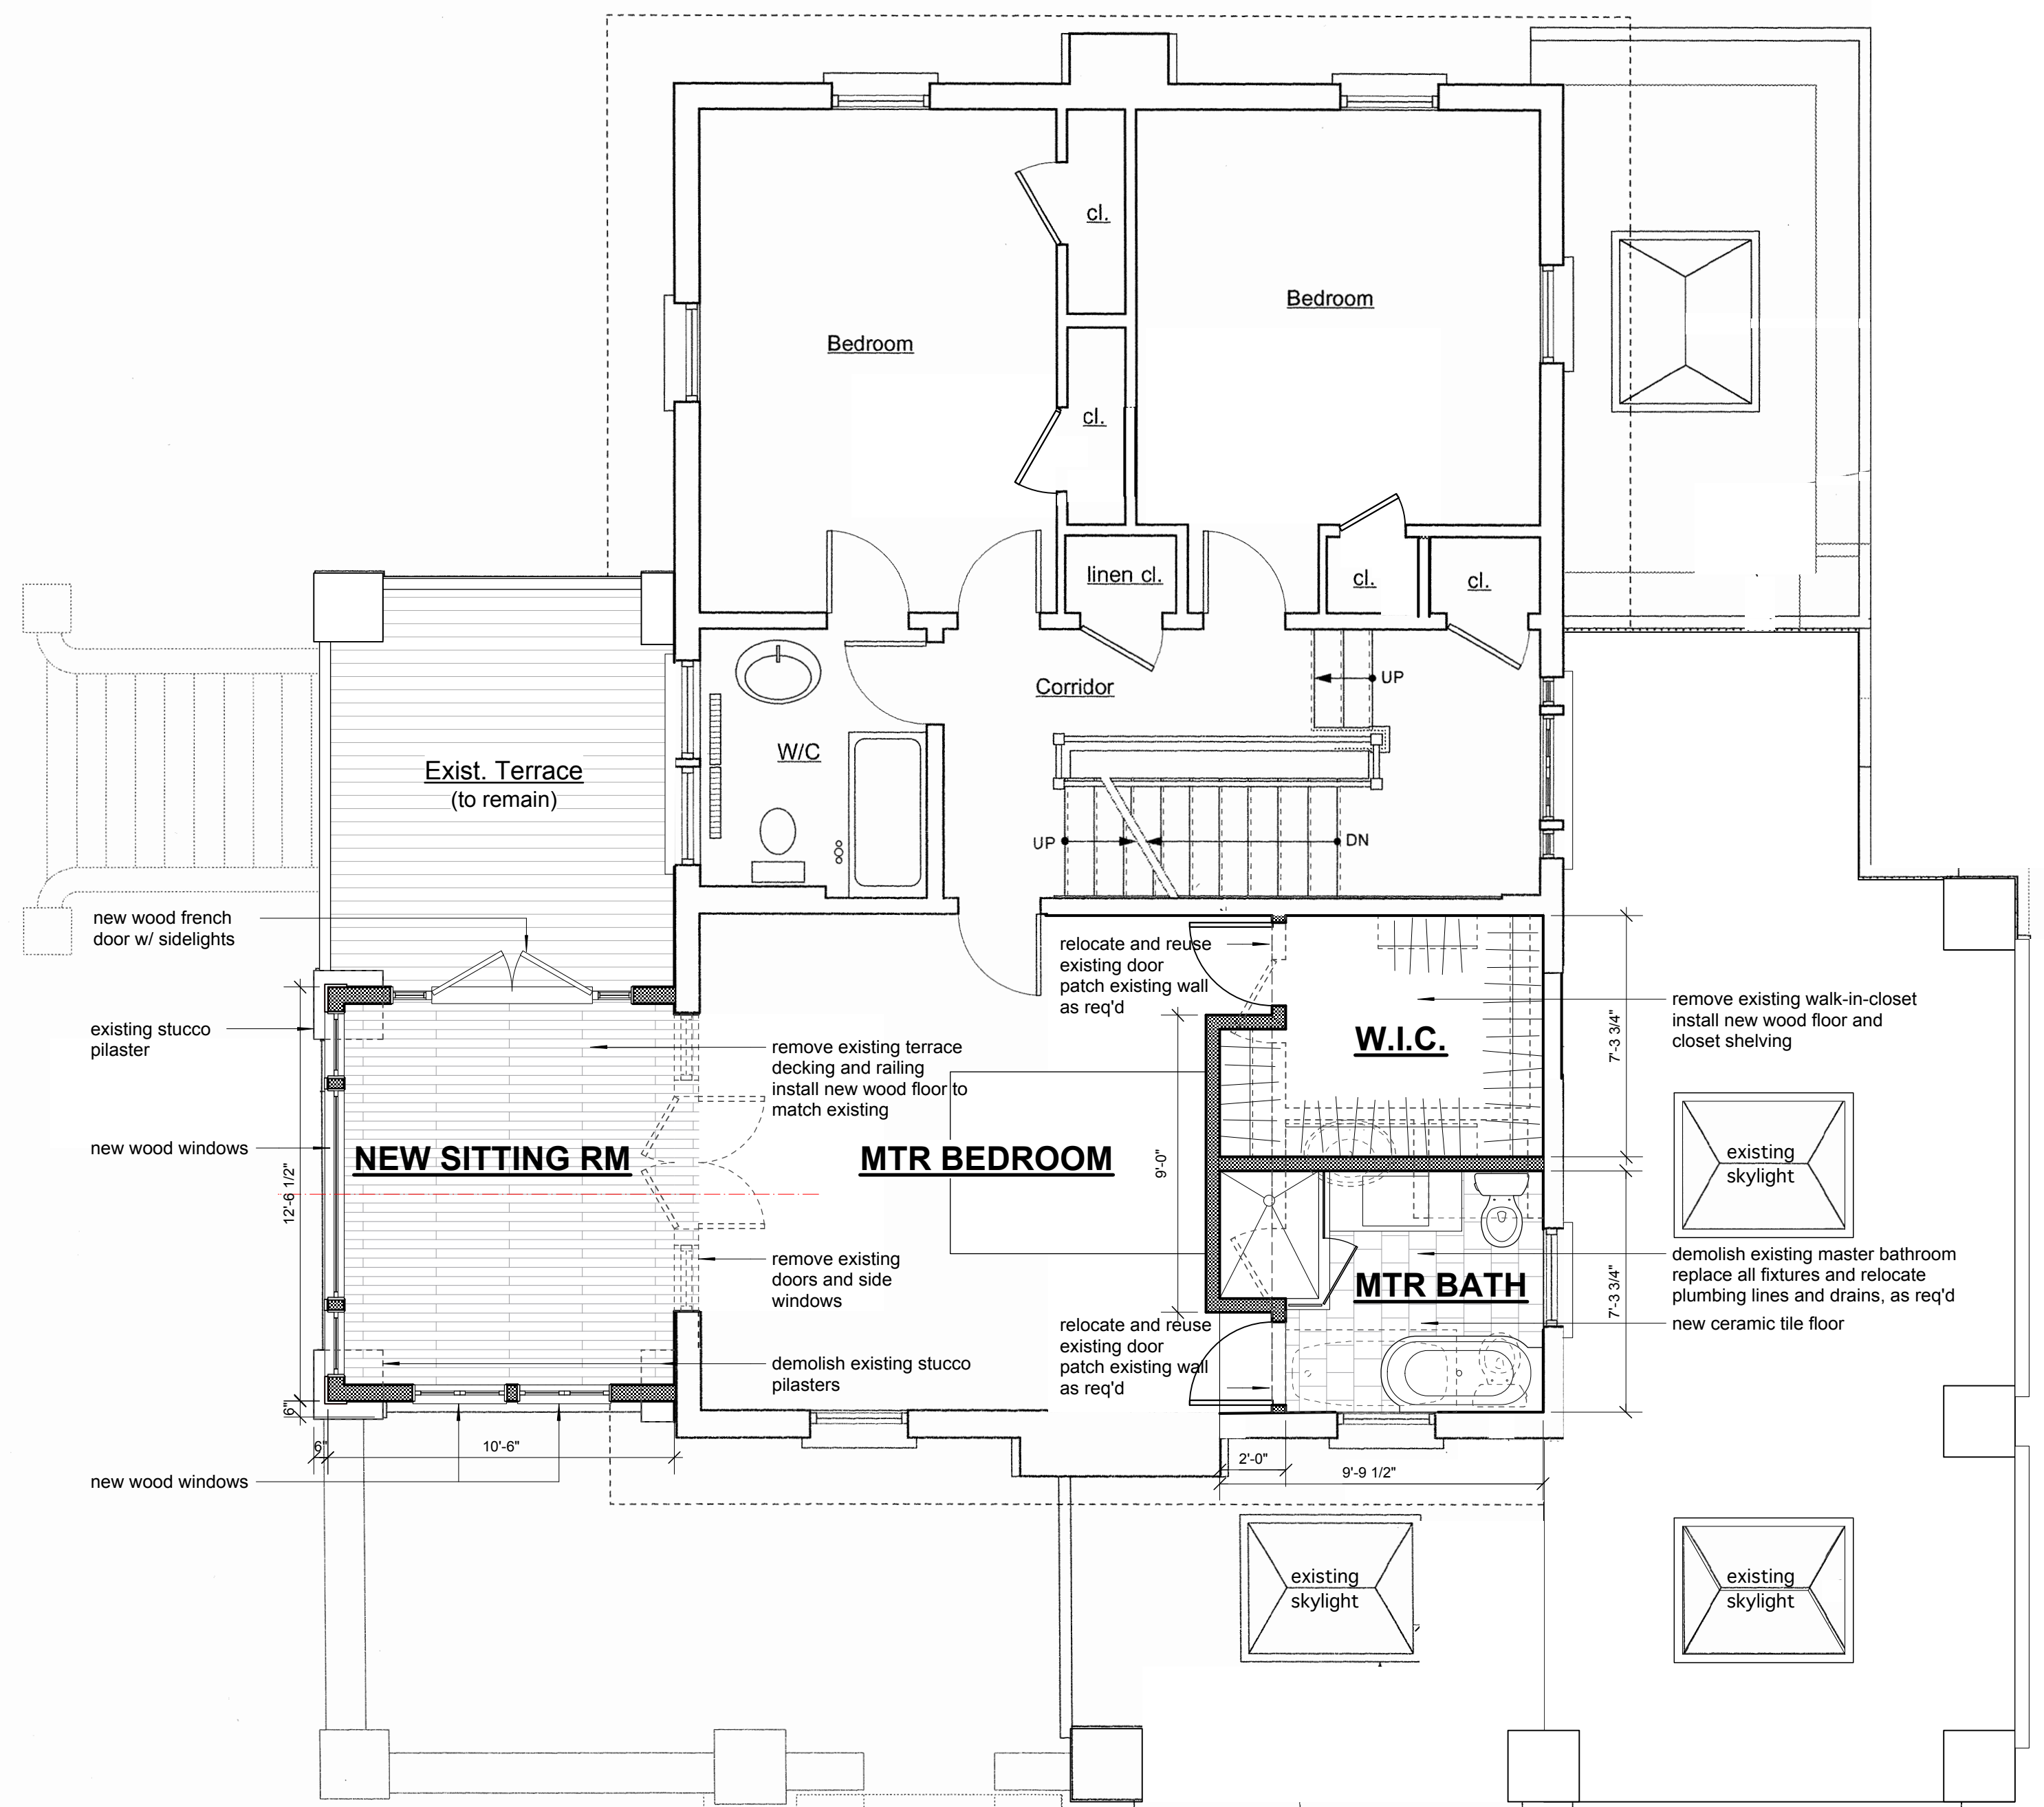 cl.
Bedroom
Bedroom
cl.
linen cl.
cl.
cl.
Corridor
UP
W/C
Exist. Terrace
(to remain)
UP
DN
new wood french
door w/ sidelights
relocate and reuse
existing door
patch existing wall
as req'd
remove existing walk-in-closet
install new wood floor and
closet shelving
W.I.C.
7'-3 3/4"
existing stucco
pilaster
remove existing terrace
decking and railing
install new wood floor to
match existing
new wood windows
NEW SITTING RM
MTR BEDROOM
9'-0"
12'-6 1/2"
existing
skylight
remove existing
doors and side
windows
demolish existing master bathroom
replace all fixtures and relocate
plumbing lines and drains, as req'd
MTR BATH
7'-3 3/4"
new ceramic tile floor
relocate and reuse
existing door
patch existing wall
as req'd
demolish existing stucco
pilasters
6"
6"
10'-6"
2'-0"
9'-9 1/2"
new wood windows
existing
skylight
existing
skylight